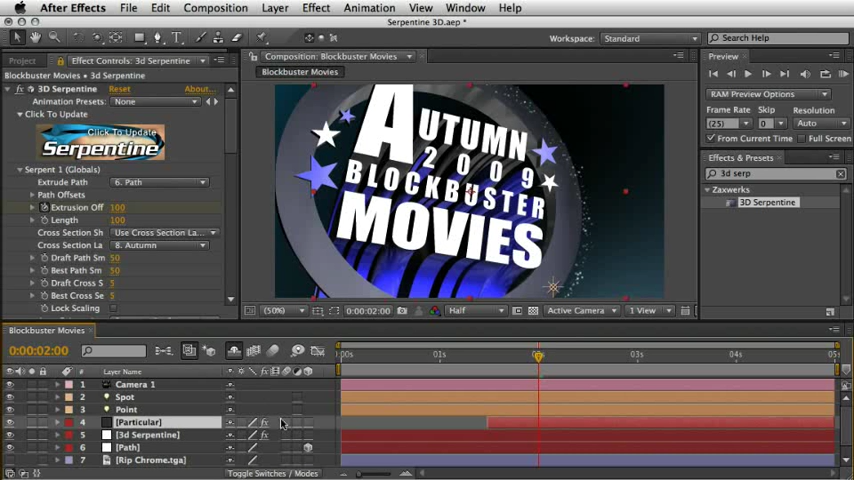 After Effects File Edit Composition Layer Effect Animation View Window Help
Serpentine 3D.aep *
Workspace: Standard
Search Help
Project
Effect Controls: 3d Serpentine
Blockbuster Movies • 3d Serpentine
fx 3D Serpentine Reset About...
Animation Presets: None
Click To Update
Click To Update
Serpentine
Serpent 1 (Globals)
Extrude Path 6. Path
Path Offsets
Extrusion Off 100
Length 100
Cross Section Sh Use Cross Section La...
Cross Section La 8. Autumn
Draft Path Sm 50
Best Path Sm 50
Draft Cross S 5
Best Cross Se 5
Lock Scaling
Composition: Blockbuster Movies
Blockbuster Movies
AUTUMN
2009
BLOCKBUSTER
MOVIES
(50%) 0:00:02:00 Half Active Camera 1 View
Preview
RAM Preview Options
Frame Rate Skip Resolution
(25) 0 Auto
From Current Time Full Screen
Effects & Presets
3d serp
Zaxwerks
3D Serpentine
Blockbuster Movies
0:00:02:00
# Layer Name
:00s 01s 02s 03s 04s 05s
1 Camera 1
2 Spot
3 Point
4 [Particular] fx
5 [3d Serpentine] fx
6 [Path]
7 [Rip Chrome.tga]
Toggle Switches / Modes